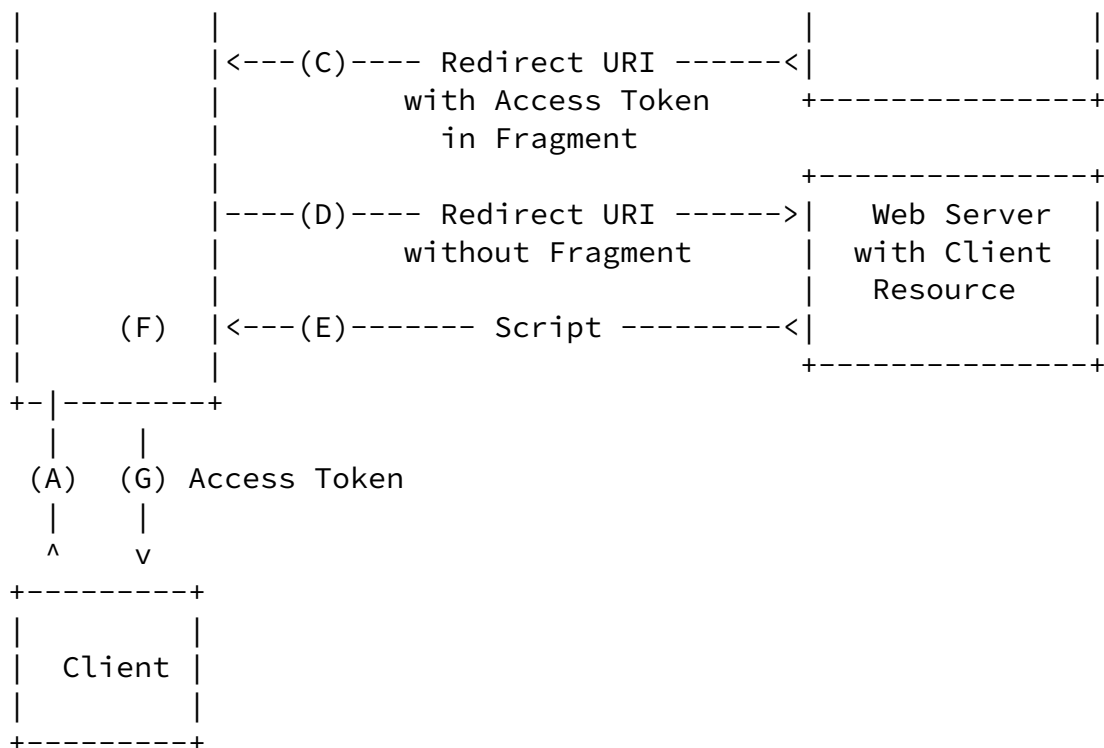 |          |                                |               |
|          |<---(C)---- Redirect URI ------<|               |
|          |          with Access Token     +---------------+
|          |            in Fragment
|          |                                +---------------+
|          |----(D)---- Redirect URI ------>|   Web Server  |
|          |          without Fragment      |  with Client  |
|          |                                |   Resource    |
|     (F)  |<---(E)------- Script ---------<|               |
|          |                                +---------------+
+-|--------+
  |    |
 (A)  (G) Access Token
  |    |
  ^    v
+---------+
|         |
|  Client |
|         |
+---------+